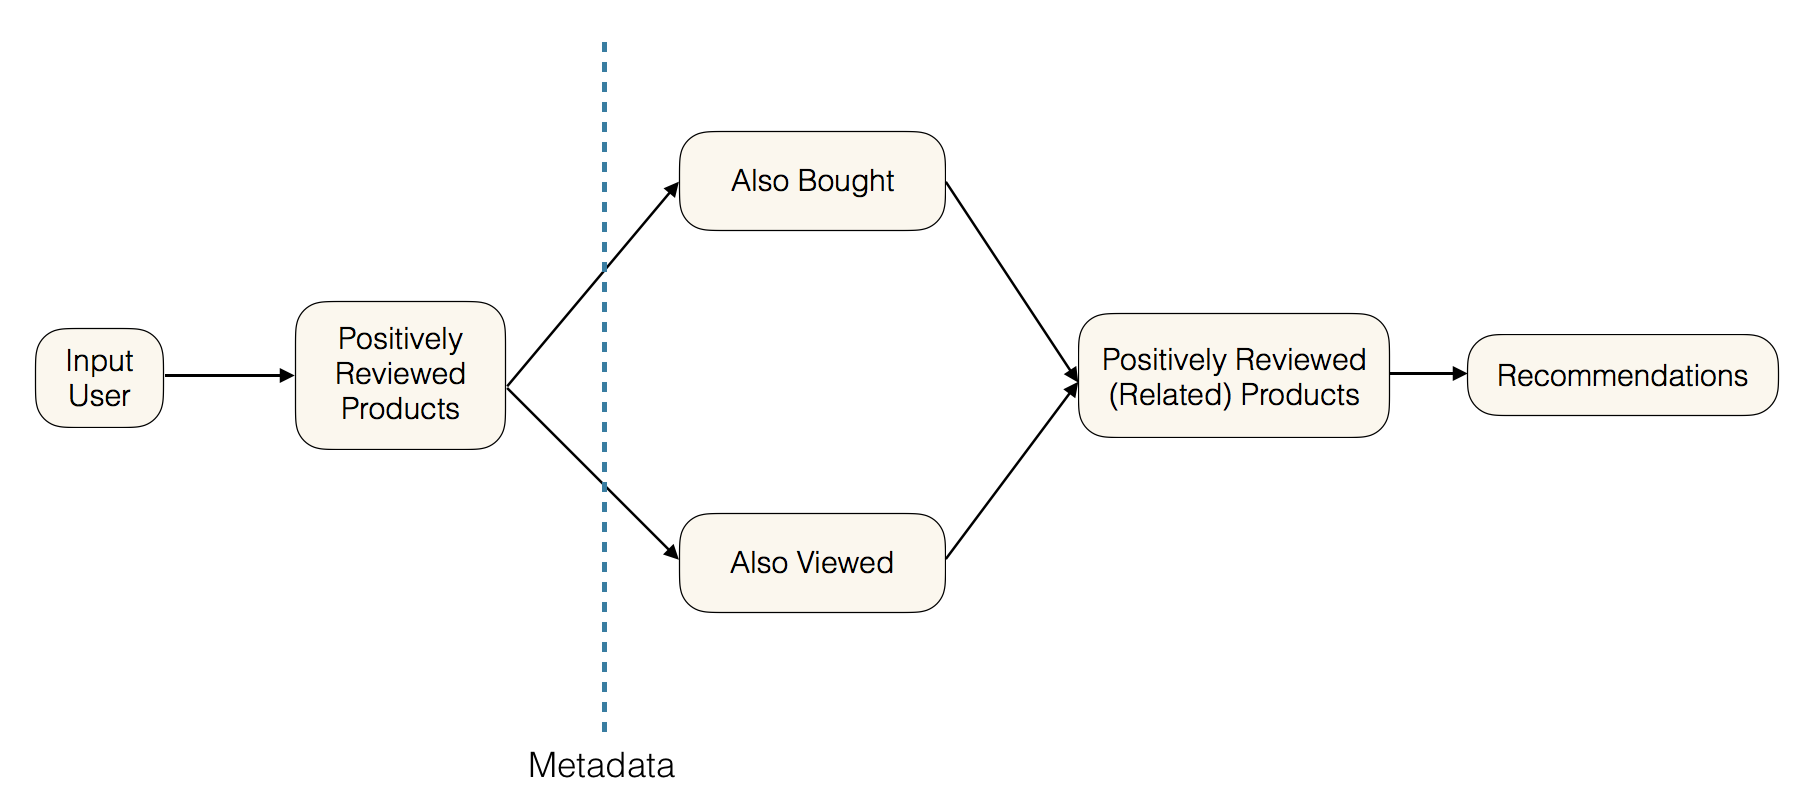 Input
User
Positively
Reviewed
Products
Also Bought
Also Viewed
Positively Reviewed
(Related) Products
Recommendations
Metadata